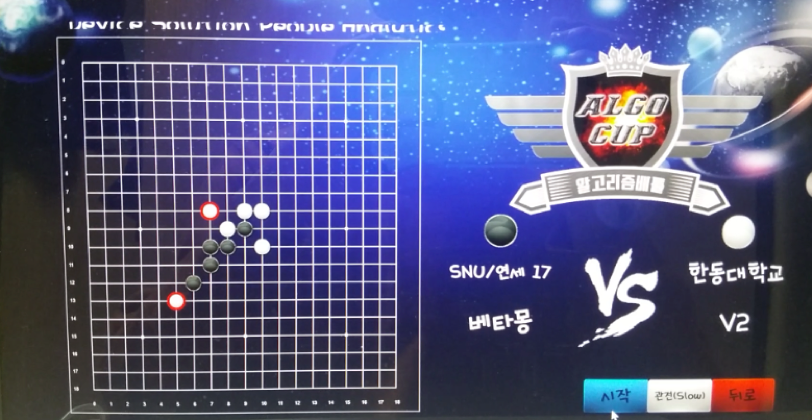 Device Solution People Analytics
ALGO
CUP
알고리즘배틀
SNU/연세 17
VS
한동대학교
베타몽
V2
시작
관전(Slow)
뒤로